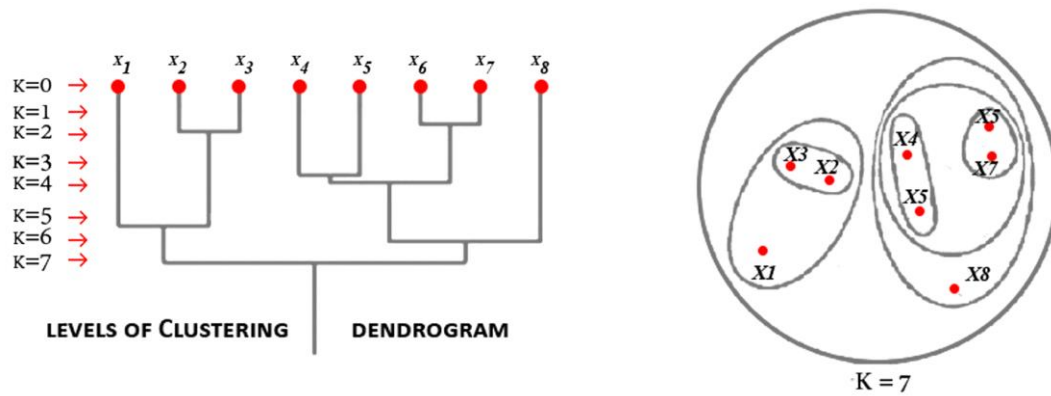 x1 x2 x3 x4 x5 x6 x7 x8
K=0 →
K=1 →
K=2 →
K=3 →
K=4 →
K=5 →
K=6 →
K=7 →
LEVELS OF CLUSTERING
DENDROGRAM
X5
X4
X3
X7
X2
X5
X1
X8
K = 7